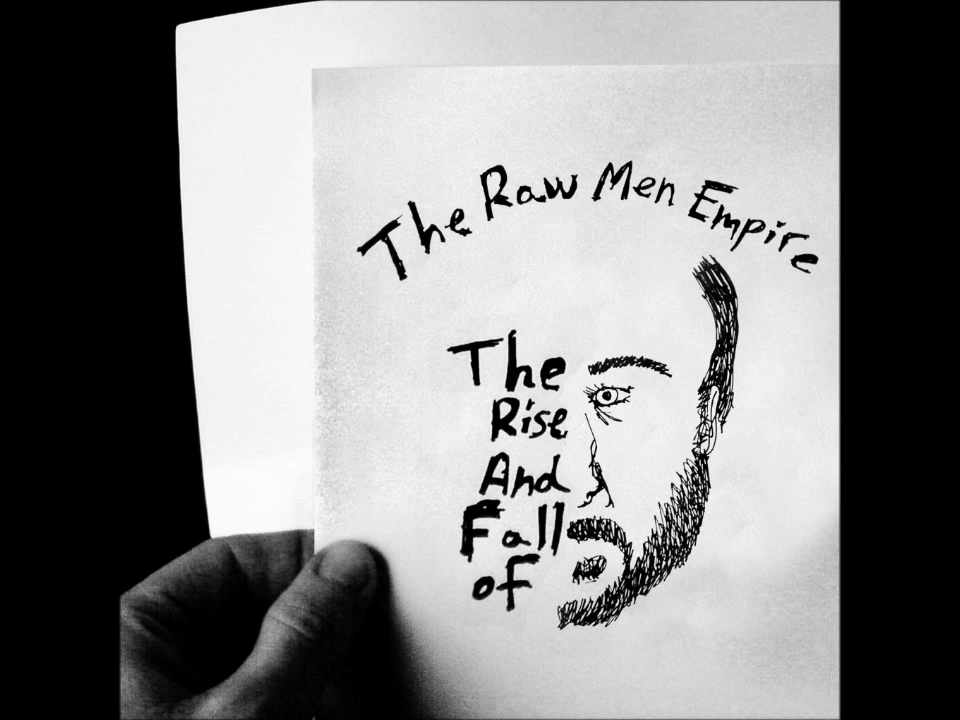 The Raw Men Empire
The
Rise
And
Fall
of